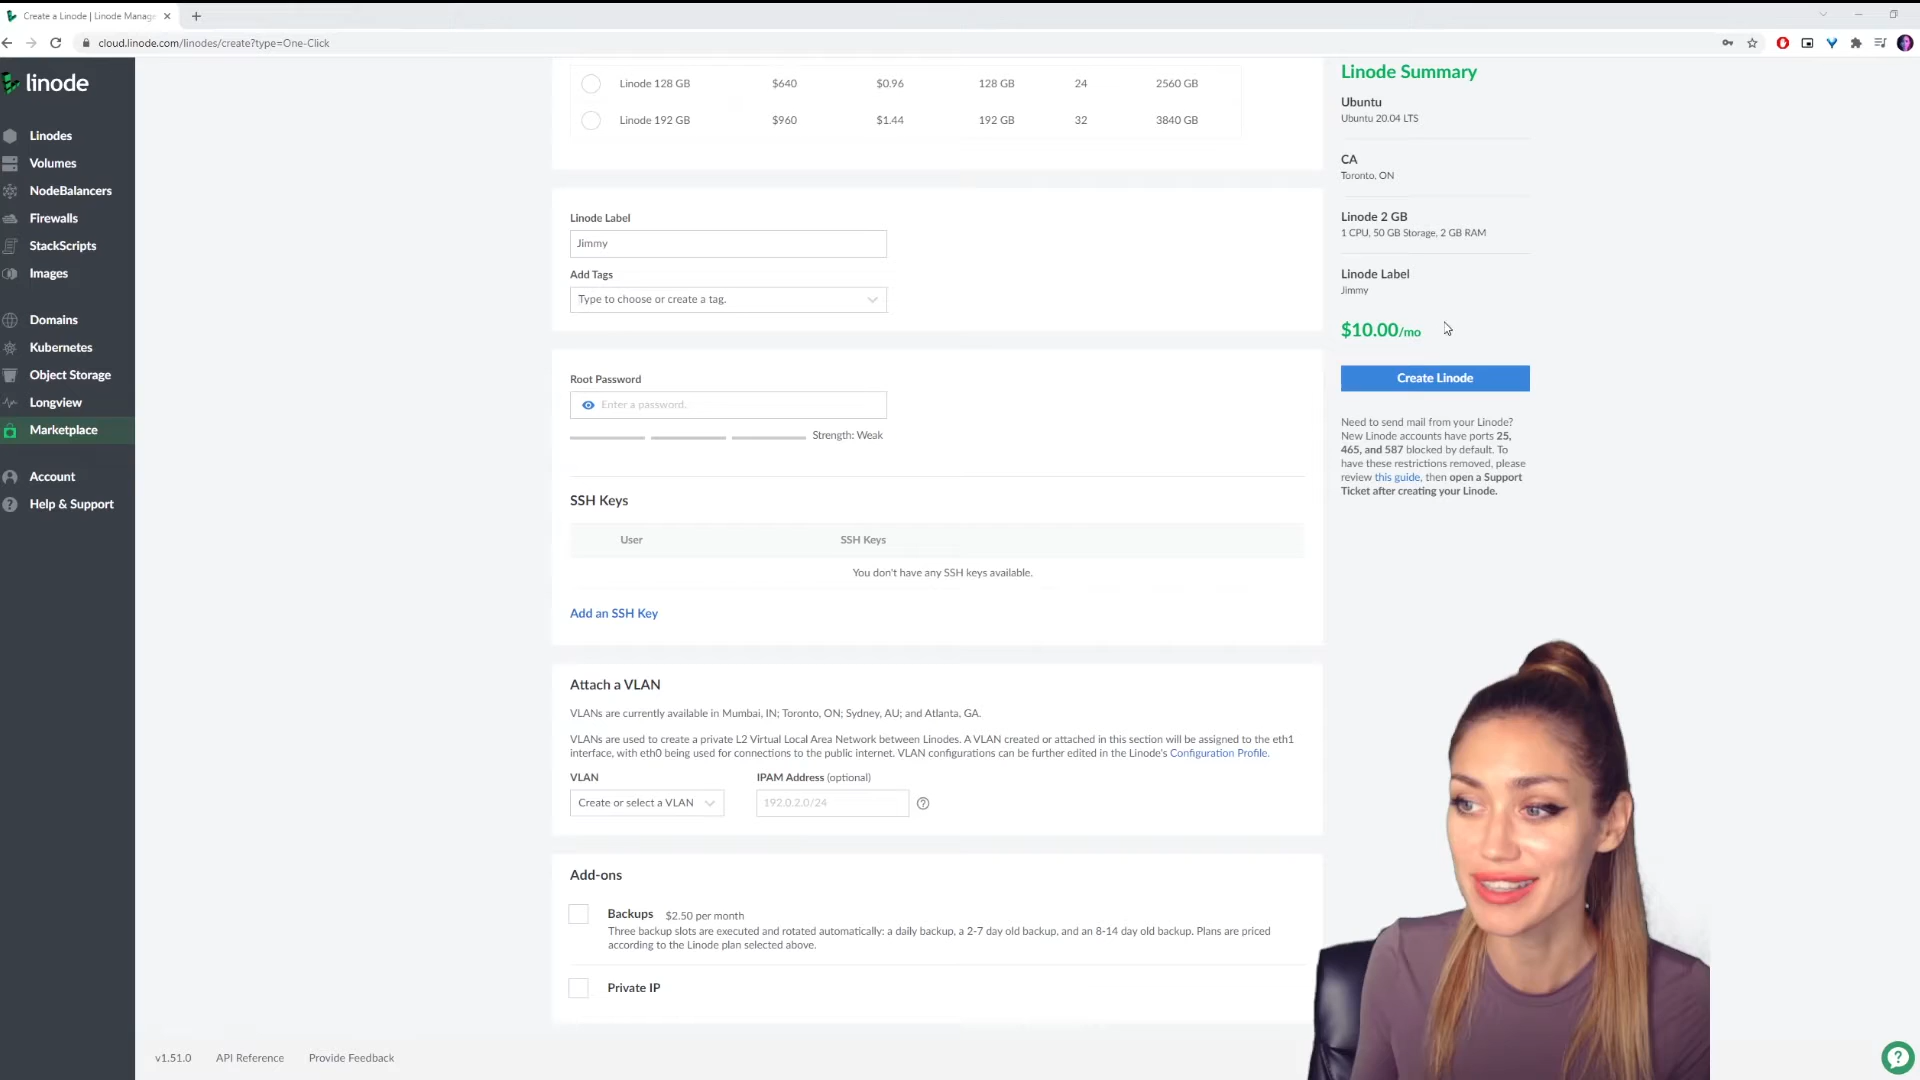 Create a Linode | Linode Manag
cloud.linode.com/linodes/create?type=One-Click
linode
Linodes
Volumes
NodeBalancers
Firewalls
StackScripts
Images
Domains
Kubernetes
Object Storage
Longview
Marketplace
Account
Help & Support
Linode 128 GB $640 $0.96 128 GB 24 2560 GB
Linode 192 GB $960 $1.44 192 GB 32 3840 GB
Linode Label
Jimmy
Add Tags
Type to choose or create a tag.
Root Password
Enter a password.
Strength: Weak
SSH Keys
User SSH Keys
You don't have any SSH keys available.
Add an SSH Key
Attach a VLAN
VLANs are currently available in Mumbai, IN; Toronto, ON; Sydney, AU; and Atlanta, GA.
VLANs are used to create a private L2 Virtual Local Area Network between Linodes. A VLAN created or attached in this section will be assigned to the eth1
interface, with eth0 being used for connections to the public internet. VLAN configurations can be further edited in the Linode's Configuration Profile.
VLAN IPAM Address (optional)
Create or select a VLAN 192.0.2.0/24
Add-ons
Backups $2.50 per month
Three backup slots are executed and rotated automatically: a daily backup, a 2-7 day old backup, and an 8-14 day old backup. Plans are priced
according to the Linode plan selected above.
Private IP
v1.51.0 API Reference Provide Feedback
Linode Summary
Ubuntu
Ubuntu 20.04 LTS
CA
Toronto, ON
Linode 2 GB
1 CPU, 50 GB Storage, 2 GB RAM
Linode Label
Jimmy
$10.00/mo
Create Linode
Need to send mail from your Linode?
New Linode accounts have ports 25,
465, and 587 blocked by default. To
have these restrictions removed, please
review this guide, then open a Support
Ticket after creating your Linode.